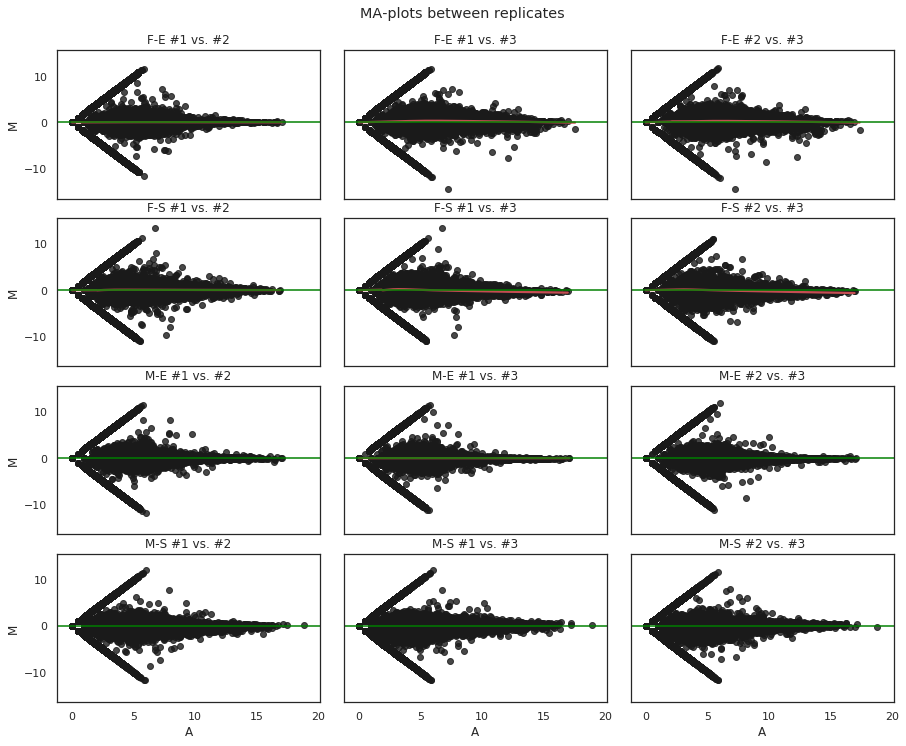 MA-plots between replicates
F-E #1 vs. #2
F-E #1 vs. #3
F-E #2 vs. #3
10
0
−10
M
F-S #1 vs. #2
F-S #1 vs. #3
F-S #2 vs. #3
10
0
−10
M
M-E #1 vs. #2
M-E #1 vs. #3
M-E #2 vs. #3
10
0
−10
M
M-S #1 vs. #2
M-S #1 vs. #3
M-S #2 vs. #3
10
0
−10
M
0 5 10 15 20
0 5 10 15 20
0 5 10 15 20
A
A
A